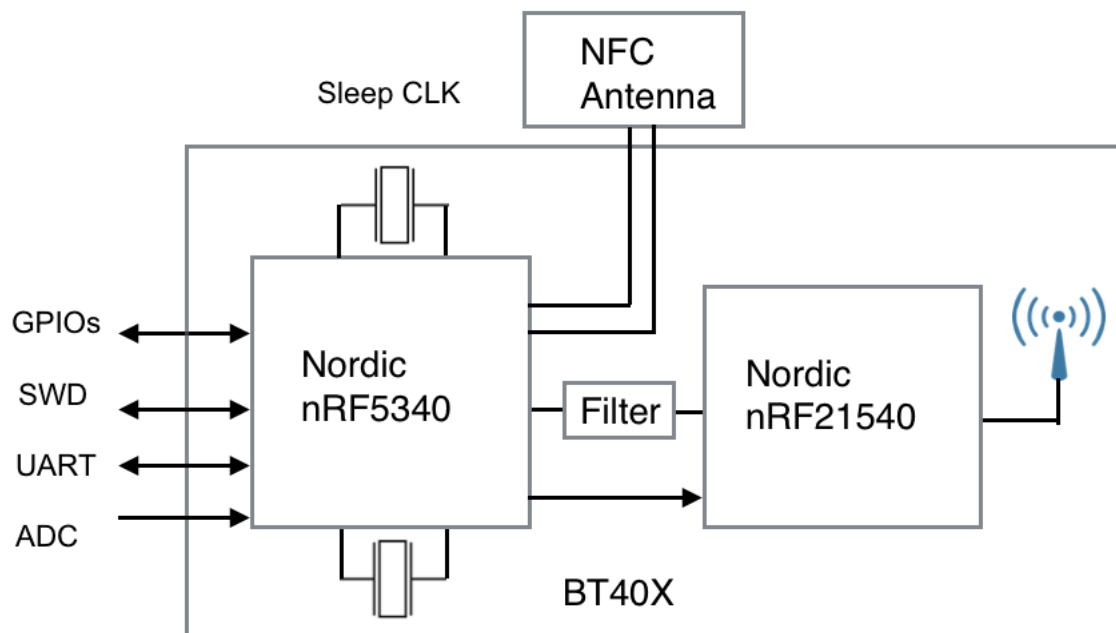 NFC
Antenna
Sleep CLK
GPIOs
SWD
UART
ADC
Nordic
nRF5340
Filter
Nordic
nRF21540
BT40X